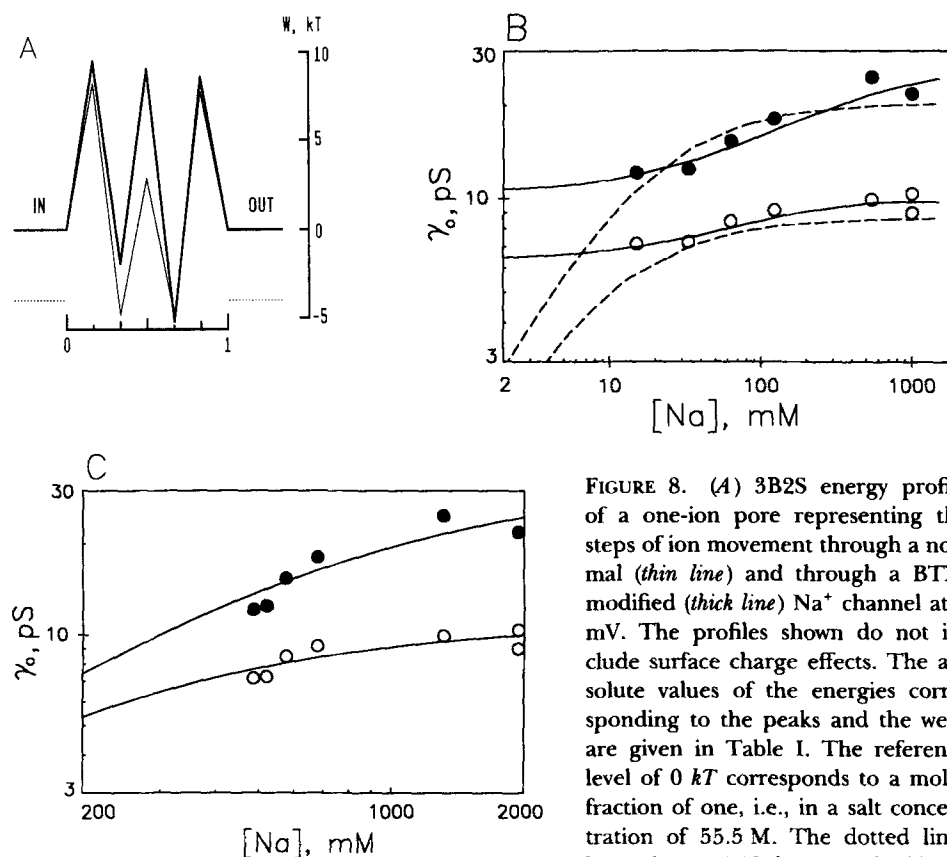 A
W, kT
10
5
0
-5
IN
OUT
0
1
B
30
10
3
γₒ, pS
2
10
100
1000
[Na], mM
C
30
10
3
γₒ, pS
200
1000
2000
[Na], mM
FIGURE 8. (A) 3B2S energy profi
of a one-ion pore representing th
steps of ion movement through a no
mal (thin line) and through a BTX
modified (thick line) Na⁺ channel at
mV. The profiles shown do not i
clude surface charge effects. The a
solute values of the energies corr
sponding to the peaks and the we
are given in Table I. The referen
level of 0 kT corresponds to a mol
fraction of one, i.e., in a salt conce
tration of 55.5 M. The dotted lin